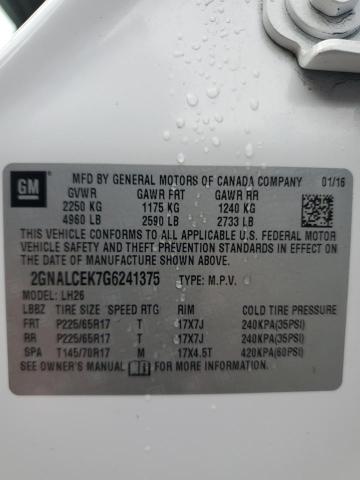 GM
MFD BY GENERAL MOTORS OF CANADA COMPANY 01/16
GVWR GAWR FRT GAWR RR
2250 KG 1175 KG 1240 KG
4960 LB 2590 LB 2733 LB
THIS VEHICLE CONFORMS TO ALL APPLICABLE U.S. FEDERAL MOTOR
VEHICLE SAFETY AND THEFT PREVENTION STANDARDS IN EFFECT ON
THE DATE OF MANUFACTURE SHOWN ABOVE.
2GNALCEK7G6241375 TYPE: M.P.V.
MODEL: LH26
LBBZ TIRE SIZE SPEED RTG RIM COLD TIRE PRESSURE
FRT P225/65R17 T 17X7J 240KPA(35PSI)
RR P225/65R17 T 17X7J 240KPA(35PSI)
SPA T145/70R17 M 17X4.5T 420KPA(60PSI)
SEE OWNER'S MANUAL FOR MORE INFORMATION.